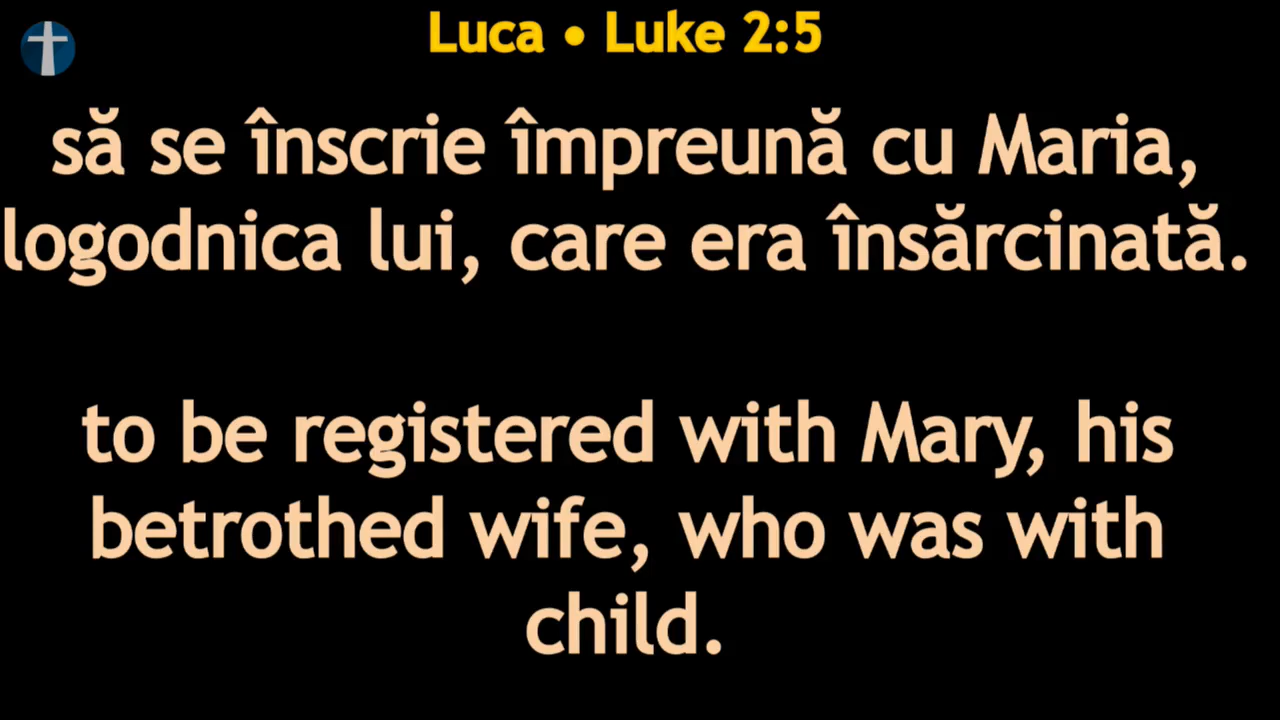 Luca • Luke 2:5
să se înscrie împreună cu Maria,
logodnica lui, care era însărcinată.
to be registered with Mary, his
betrothed wife, who was with
child.